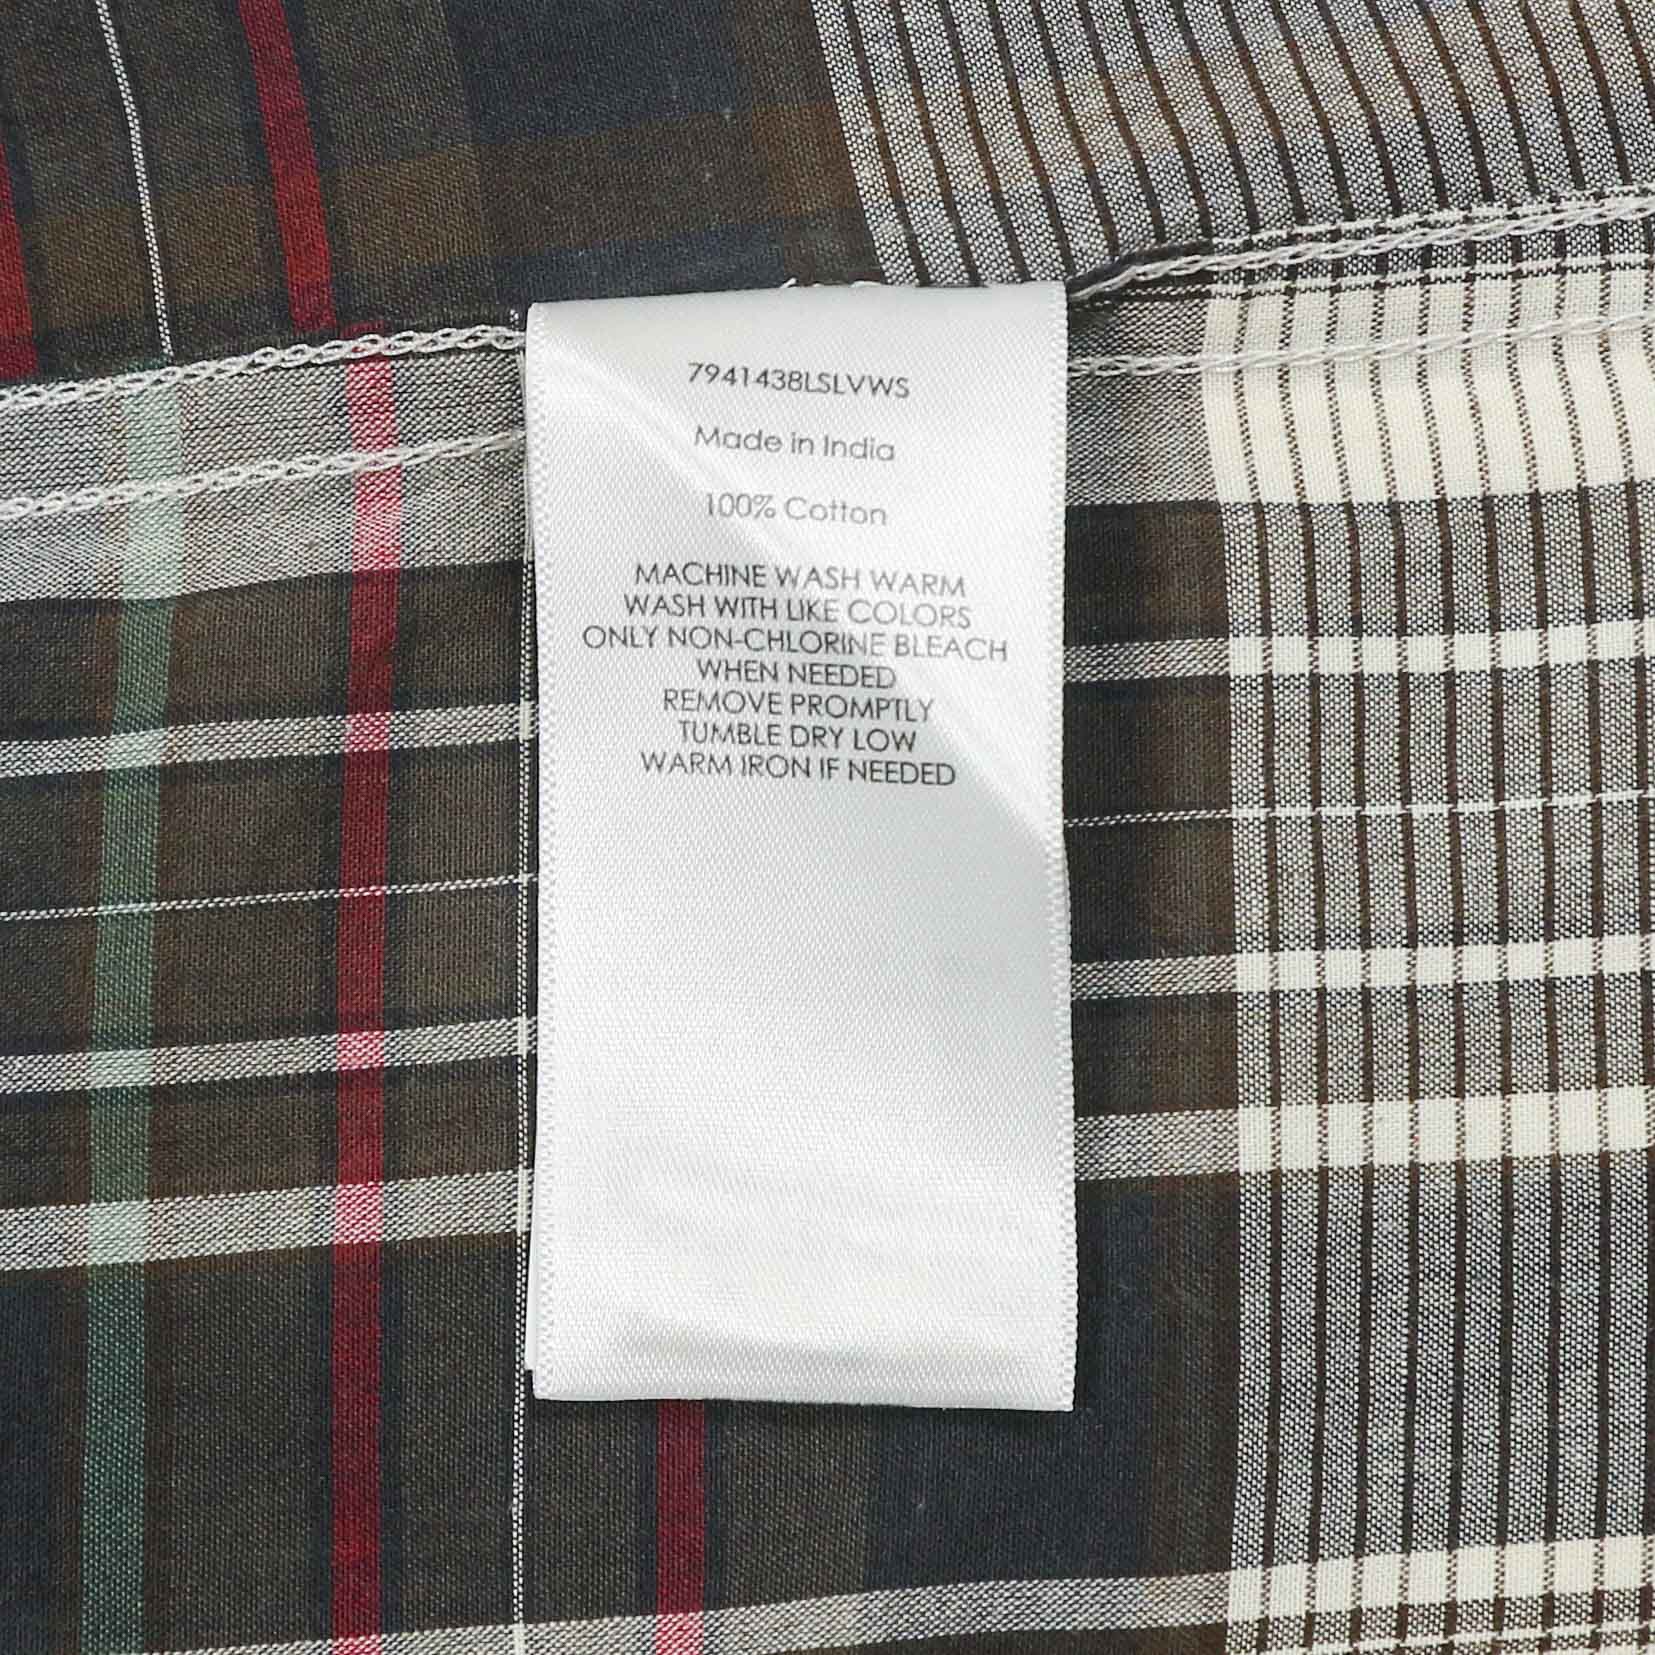 7941438LSLVWS
Made in India
100% Cotton
MACHINE WASH WARM
WASH WITH LIKE COLORS
ONLY NON-CHLORINE BLEACH
WHEN NEEDED
REMOVE PROMPTLY
TUMBLE DRY LOW
WARM IRON IF NEEDED